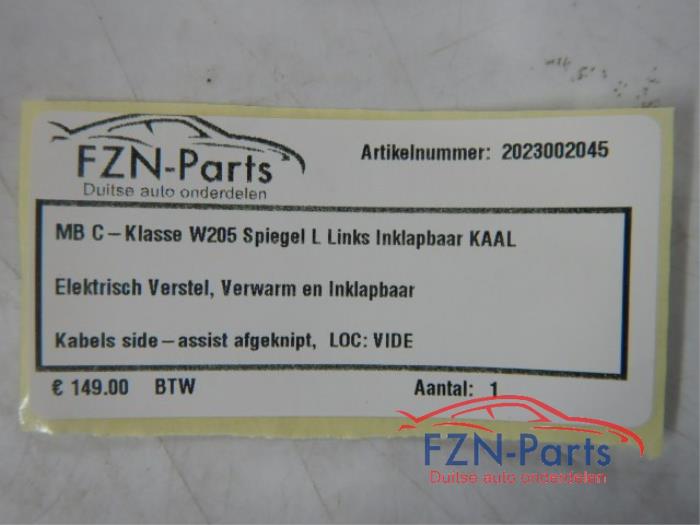 FZN-Parts
Duitse auto onderdelen
Artikelnummer: 2023002045
MB C-Klasse W205 Spiegel L Links Inklapbaar KAAL
Elektrisch Verstel, Verwarm en Inklapbaar
Kabels side-assist afgeknipt, LOC: VIDE
€ 149.00 BTW
Aantal: 1
FZN-Parts
Duitse auto onderdelen